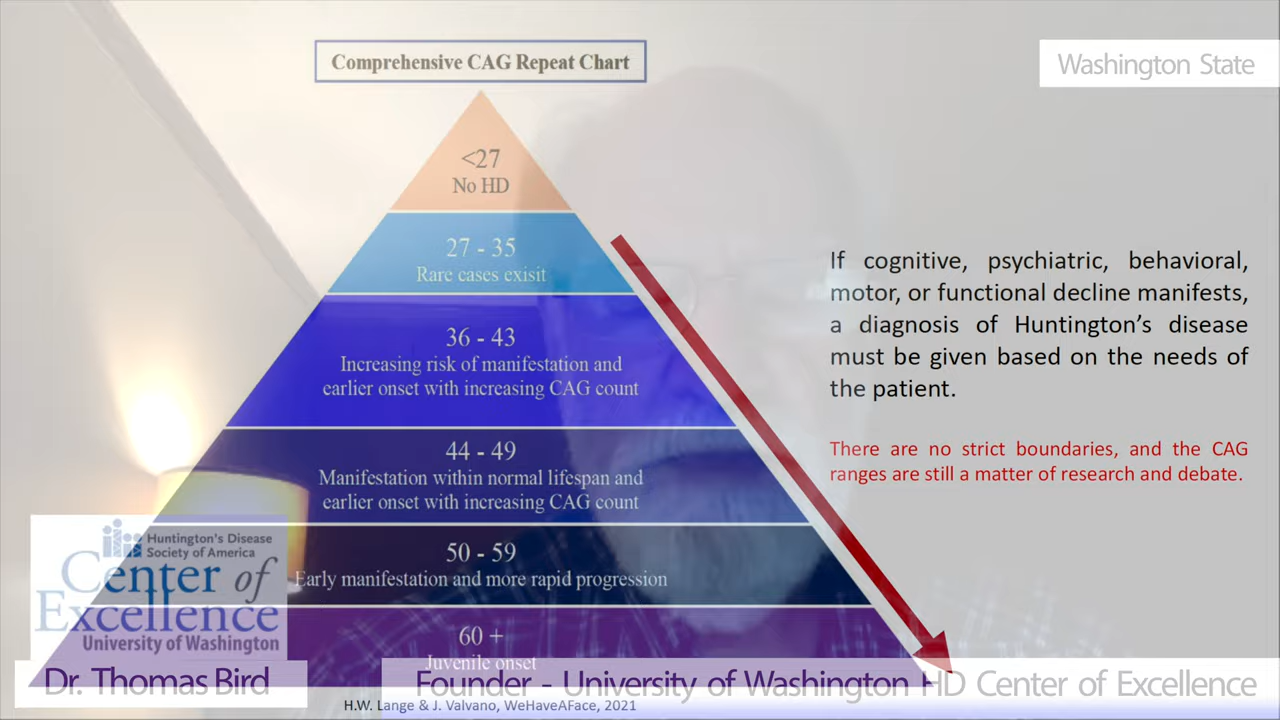 Comprehensive CAG Repeat Chart
Washington State
<27
No HD
27 - 35
Rare cases exisit
36 - 43
Increasing risk of manifestation and
earlier onset with increasing CAG count
44 - 49
Manifestation within normal lifespan and
earlier onset with increasing CAG count
50 - 59
Early manifestation and more rapid progression
60 +
Juvenile onset
If cognitive, psychiatric, behavioral,
motor, or functional decline manifests,
a diagnosis of Huntington’s disease
must be given based on the needs of
the patient.
There are no strict boundaries, and the CAG
ranges are still a matter of research and debate.
Huntington's Disease
Society of America
Center of
Excellence
University of Washington
Dr. Thomas Bird
Founder - University of Washington HD Center of Excellence
H.W. Lange & J. Valvano, WeHaveAFace, 2021